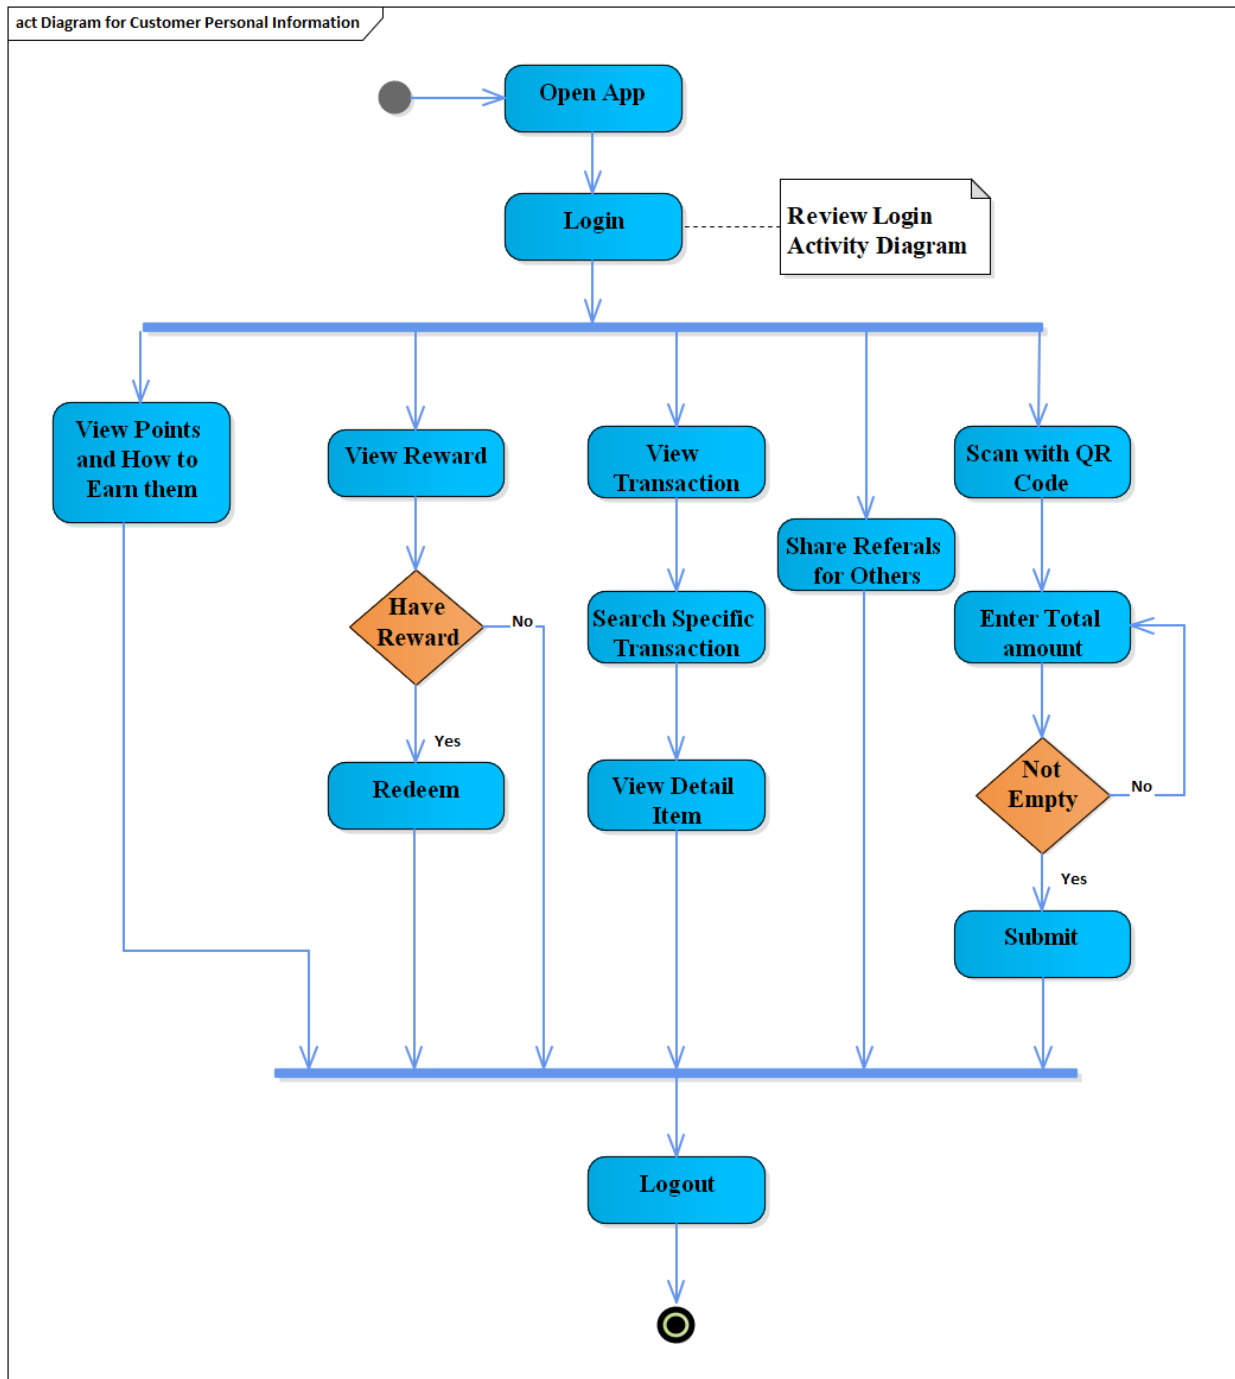 act Diagram for Customer Personal Information
Open App
Login
Review Login
Activity Diagram
View Points
and How to
Earn them
View Reward
View
Transaction
Scan with QR
Code
Share Referals
for Others
Have
Reward
No
Search Specific
Transaction
Enter Total
amount
Yes
Redeem
View Detail
Item
Not
Empty
No
Yes
Submit
Logout